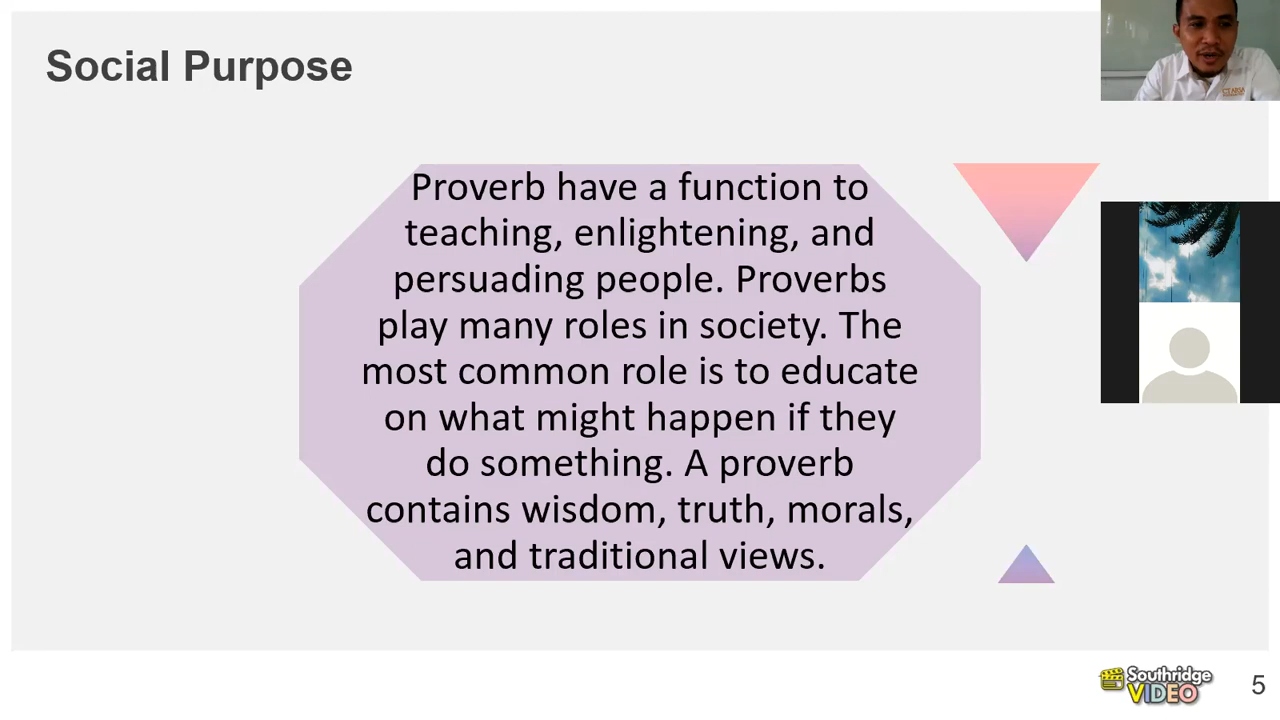 Social Purpose
Proverb have a function to
teaching, enlightening, and
persuading people. Proverbs
play many roles in society. The
most common role is to educate
on what might happen if they
do something. A proverb
contains wisdom, truth, morals,
and traditional views.
Southridge
VIDEO
5